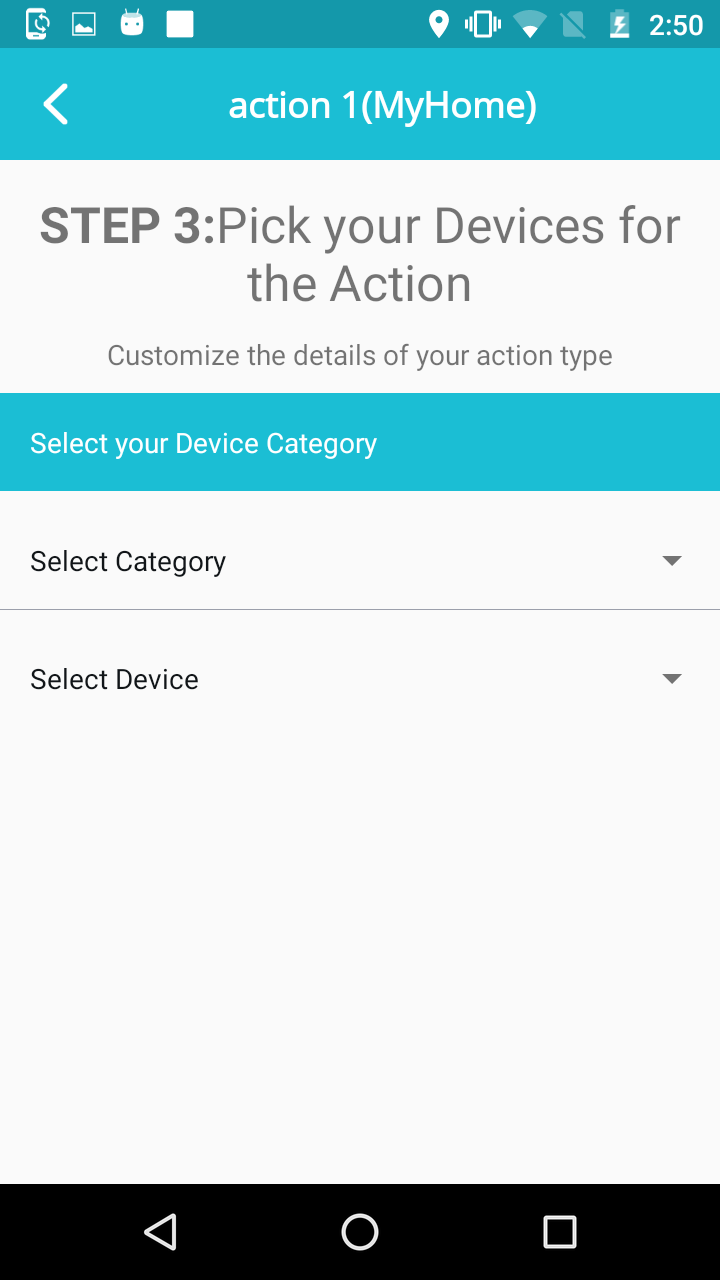 2:50
action 1(MyHome)
STEP 3:Pick your Devices for
the Action
Customize the details of your action type
Select your Device Category
Select Category
Select Device